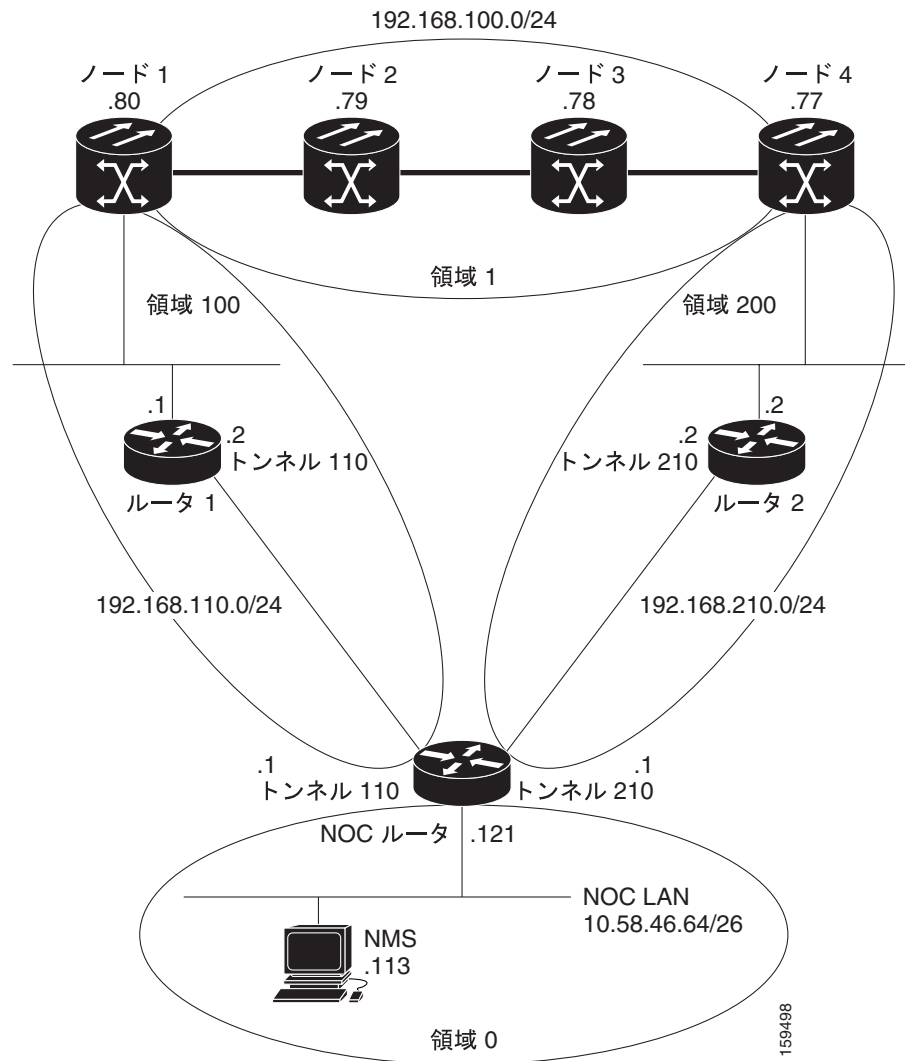 192.168.100.0/24
ノード 1
.80
ノード 2
.79
ノード 3
.78
ノード 4
.77
領域 1
領域 100
領域 200
.1
.2
トンネル 110
ルータ 1
.2
.2
トンネル 210
ルータ 2
192.168.110.0/24
192.168.210.0/24
.1
トンネル 110
.1
トンネル 210
NOC ルータ
.121
NOC LAN
10.58.46.64/26
NMS
.113
領域 0
159498